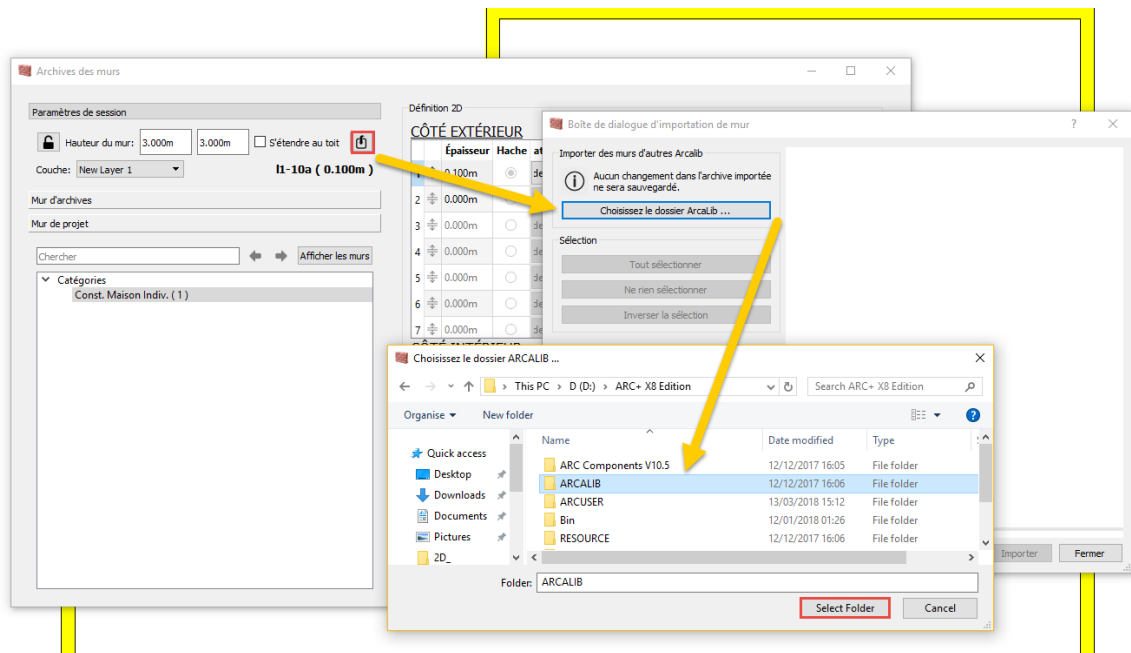 Archives des murs
Paramètres de session
Hauteur du mur: 3.000m 3.000m S'étendre au toit
Couche: New Layer 1 l1-10a ( 0.100m )
Mur d'archives
Mur de projet
Chercher Afficher les murs
Catégories
Const. Maison Indiv. ( 1 )
Définition 2D
CÔTÉ EXTÉRIEUR
Épaisseur Hache
0.100m
2 0.000m
3 0.000m
4 0.000m
5 0.000m
6 0.000m
7 0.000m
Boîte de dialogue d'importation de mur ?
Importer des murs d'autres Arcalib
Aucun changement dans l'archive importée
ne sera sauvegardé.
Choisissez le dossier ArcaLib ...
Sélection
Tout sélectionner
Ne rien sélectionner
Inverser la sélection
Importer Fermer
Choisissez le dossier ARCALIB ...
This PC > D (D:) > ARC+ X8 Edition Search ARC+ X8 Edition
Organise New folder ?
Quick access
Desktop
Downloads
Documents
Pictures
2D_
Name Date modified Type
ARC Components V10.5 12/12/2017 16:05 File folder
ARCALIB 12/12/2017 16:06 File folder
ARCUSER 13/03/2018 15:12 File folder
Bin 12/01/2018 01:26 File folder
RESOURCE 12/12/2017 16:06 File folder
Folder: ARCALIB
Select Folder Cancel